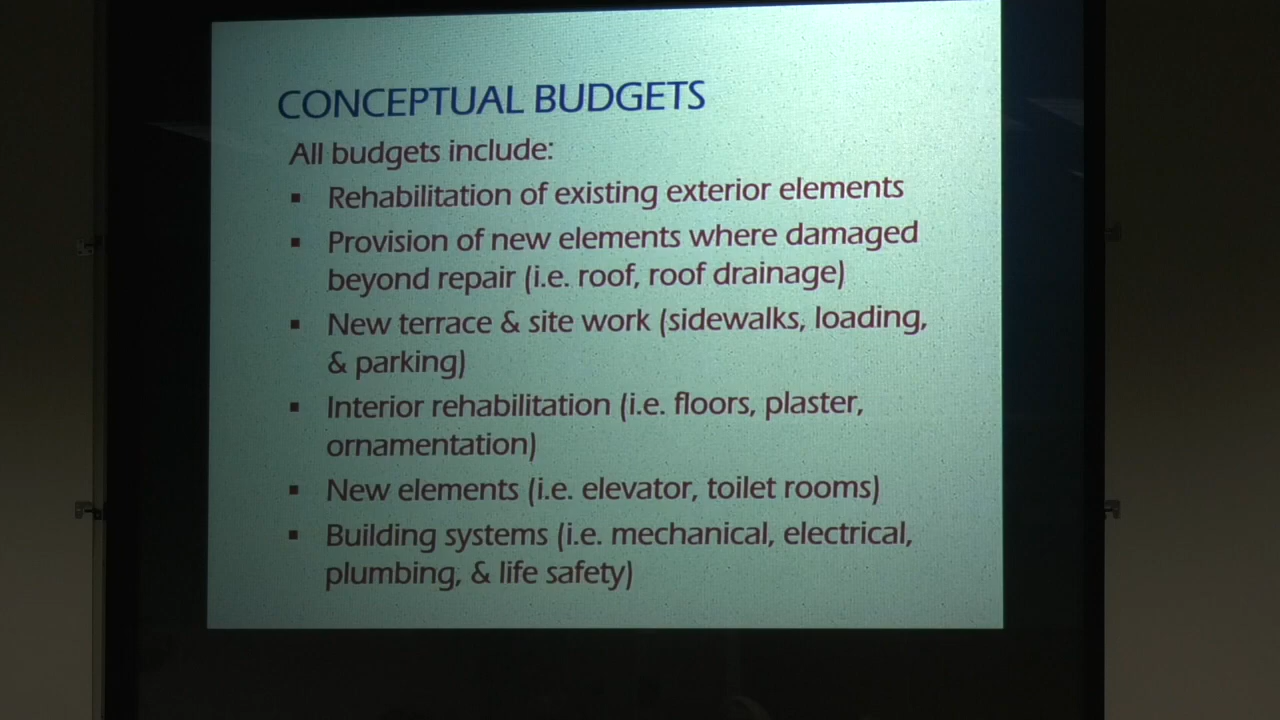 CONCEPTUAL BUDGETS
All budgets include:
▪ Rehabilitation of existing exterior elements
▪ Provision of new elements where damaged
beyond repair (i.e. roof, roof drainage)
▪ New terrace & site work (sidewalks, loading,
& parking)
▪ Interior rehabilitation (i.e. floors, plaster,
ornamentation)
▪ New elements (i.e. elevator, toilet rooms)
▪ Building systems (i.e. mechanical, electrical,
plumbing, & life safety)